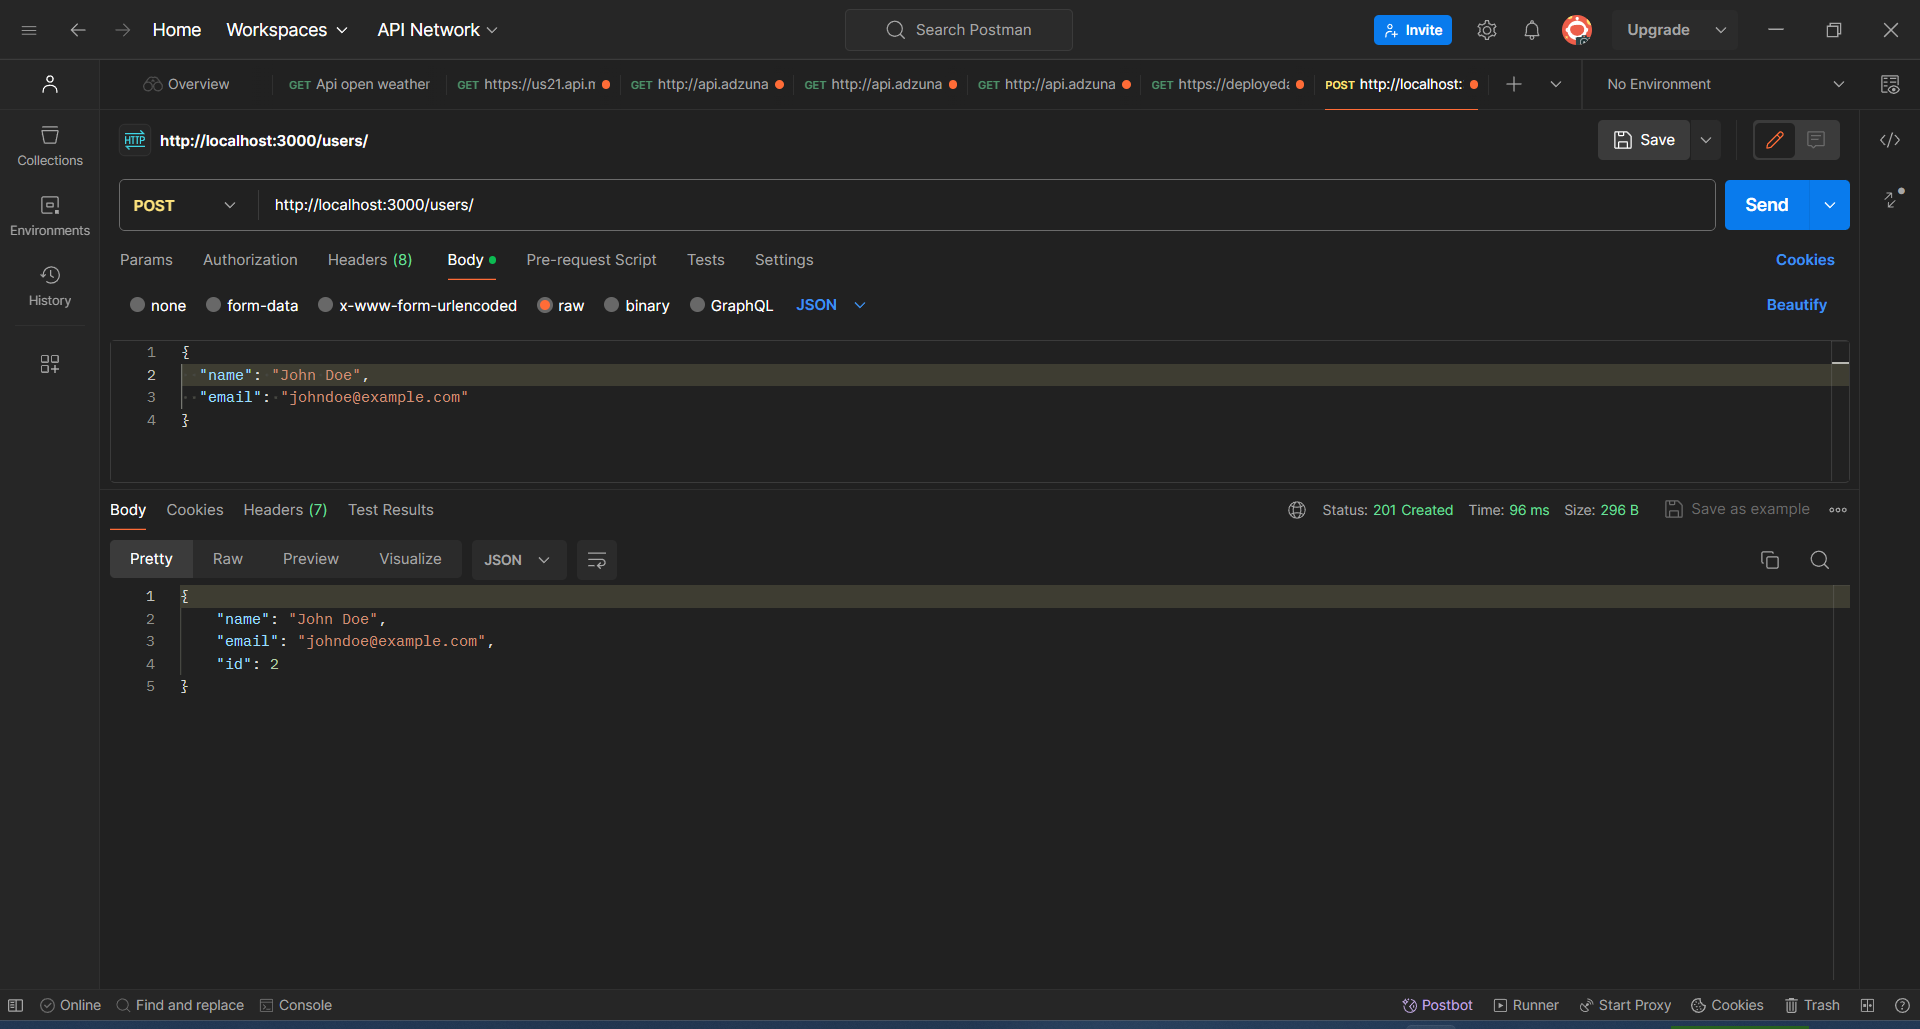 Home Workspaces API Network Search Postman Invite Upgrade
Overview GET Api open weather GET https://us21.api.n GET http://api.adzuna GET http://api.adzuna GET http://api.adzuna GET https://deployeda POST http://localhost: No Environment
HTTP http://localhost:3000/users/ Save
Collections
Environments
History
POST http://localhost:3000/users/ Send
Params Authorization Headers (8) Body Pre-request Script Tests Settings Cookies
none form-data x-www-form-urlencoded raw binary GraphQL JSON Beautify
1 {
2 "name": "John Doe",
3 "email": "johndoe@example.com"
4 }
Body Cookies Headers (7) Test Results Status: 201 Created Time: 96 ms Size: 296 B Save as example
Pretty Raw Preview Visualize JSON
1 {
2 "name": "John Doe",
3 "email": "johndoe@example.com",
4 "id": 2
5 }
Online Find and replace Console Postbot Runner Start Proxy Cookies Trash